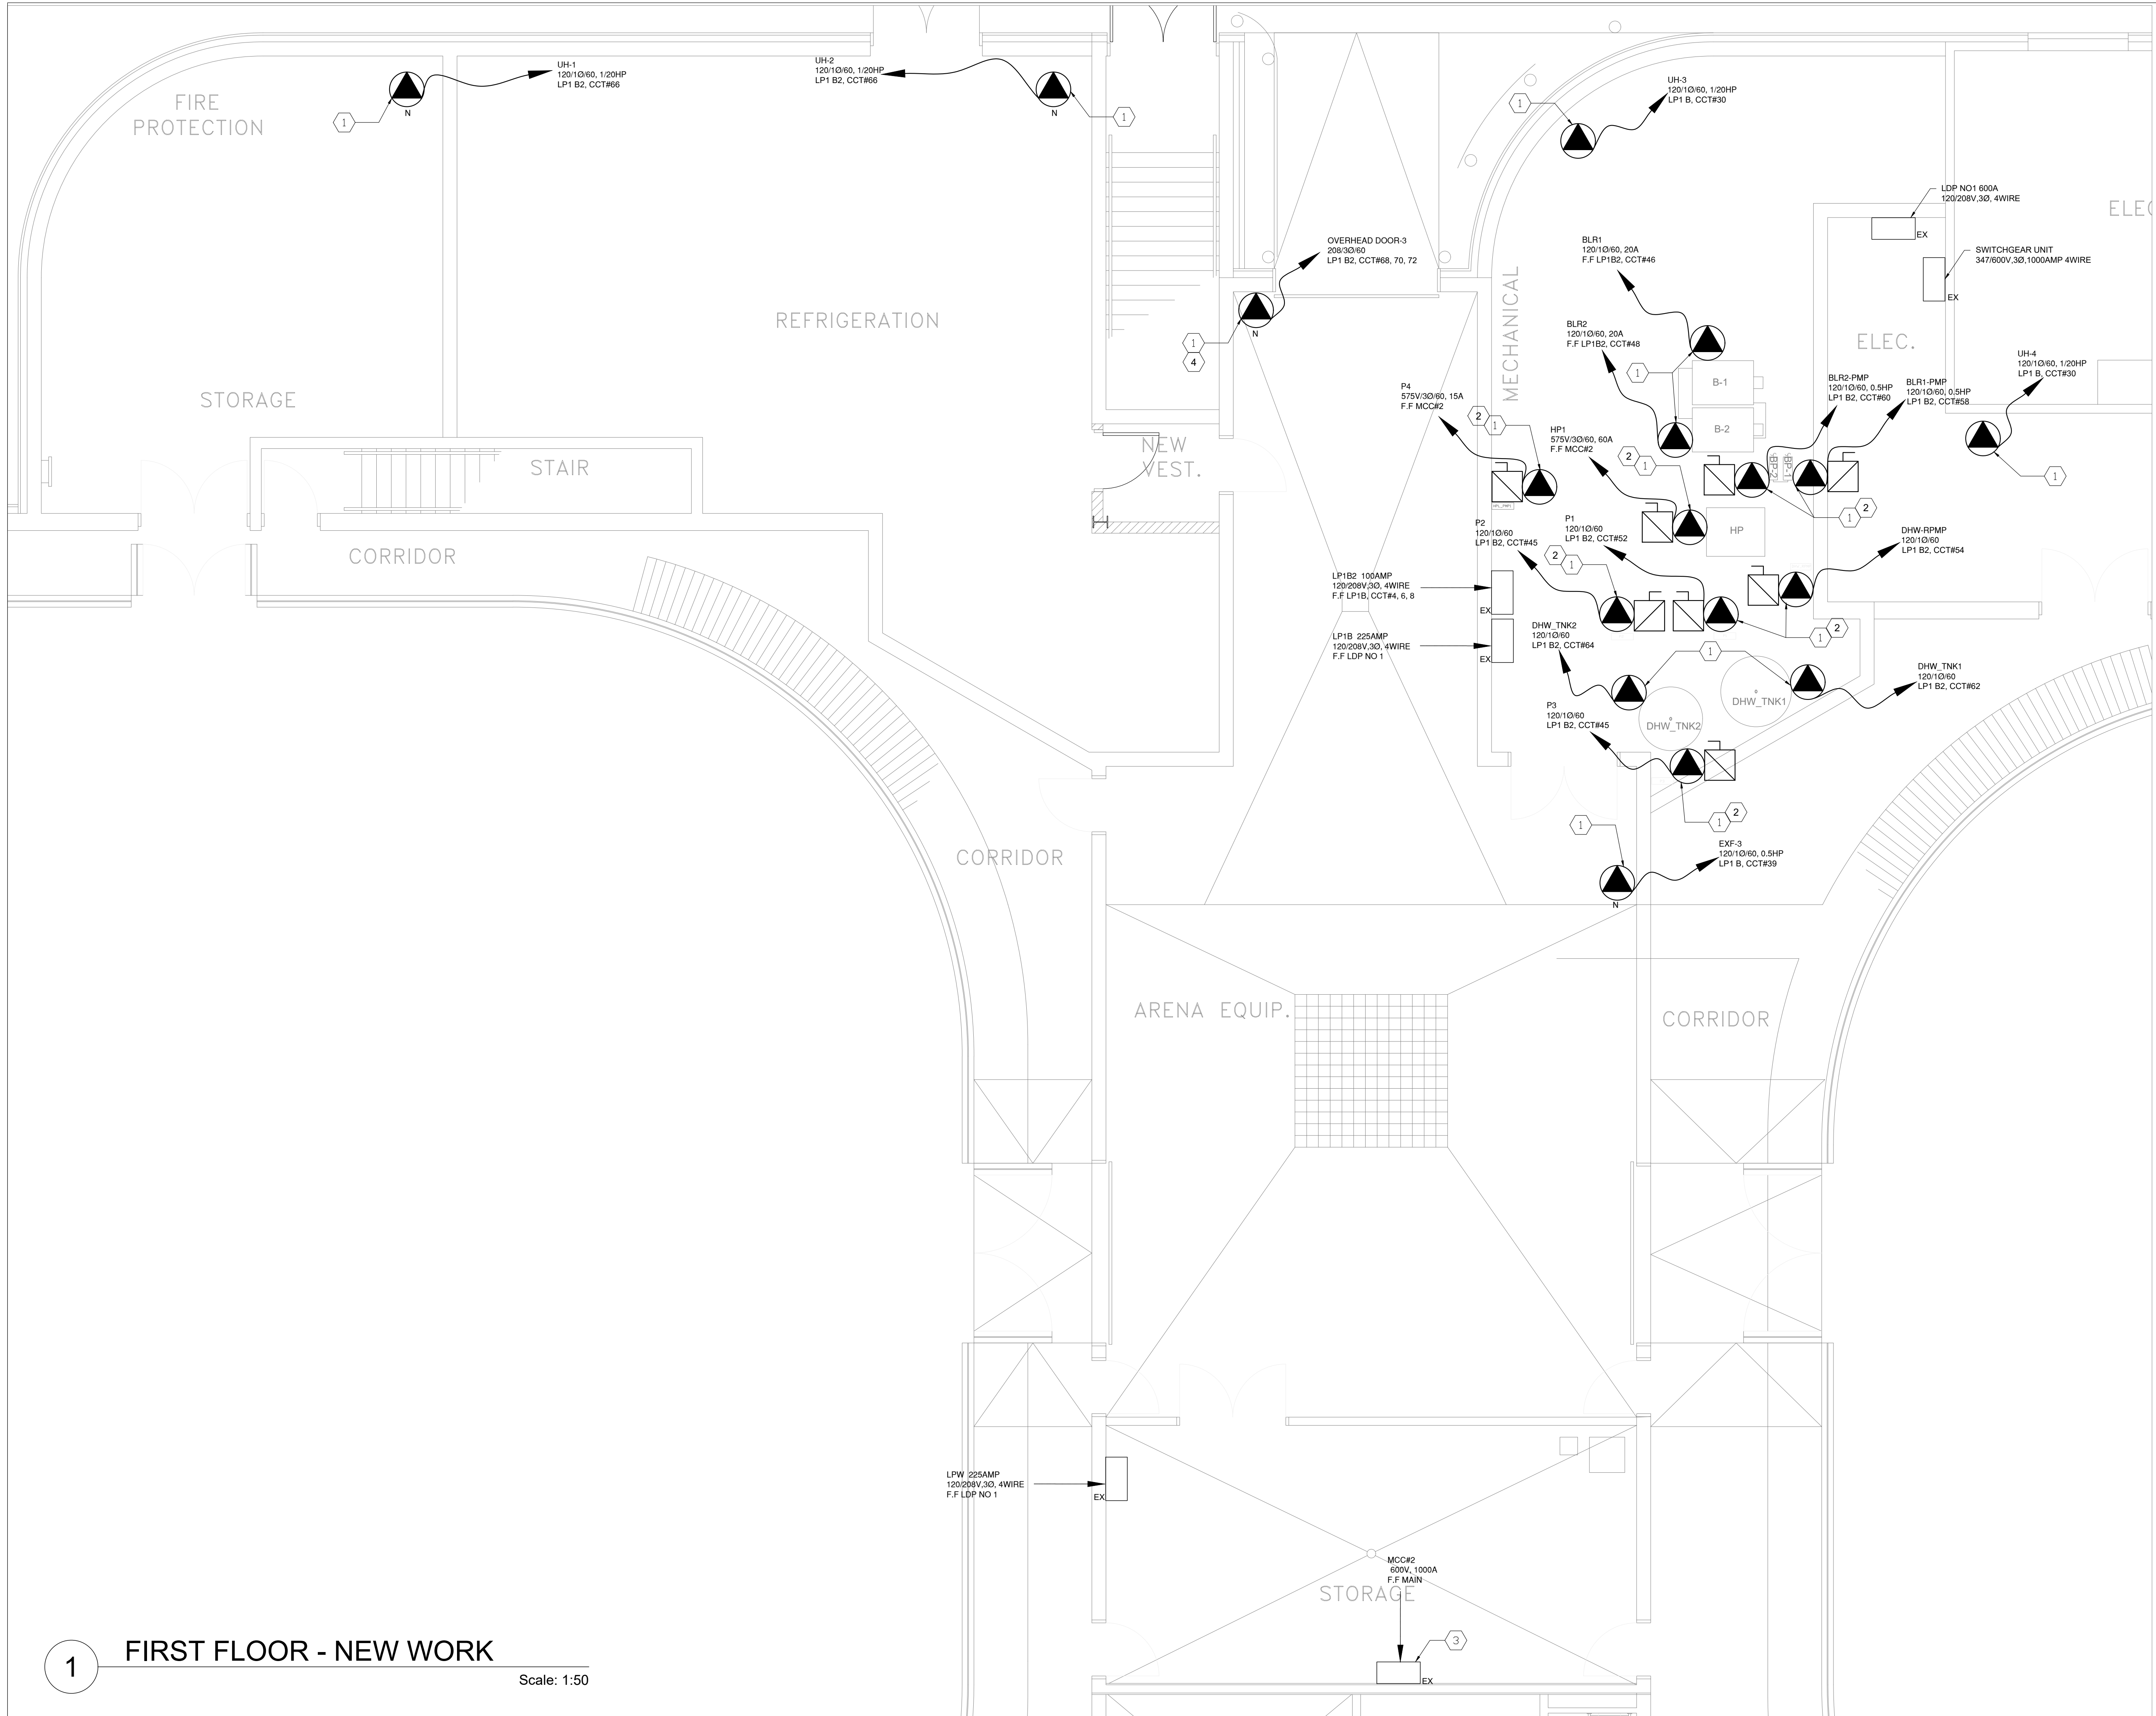 FIRE
PROTECTION
1
N
UH-1
120/1Ø/60, 1/20HP
LP1 B2, CCT#66
UH-2
120/1Ø/60, 1/20HP
LP1 B2, CCT#66
N
1
1
UH-3
120/1Ø/60, 1/20HP
LP1 B, CCT#30
LDP NO1 600A
120/208V,3Ø, 4WIRE
EX
SWITCHGEAR UNIT
347/600V,3Ø,1000AMP 4WIRE
EX
ELEC
ELEC.
OVERHEAD DOOR-3
208/3Ø/60
LP1 B2, CCT#68, 70, 72
N
1
4
REFRIGERATION
STORAGE
MECHANICAL
BLR1
120/1Ø/60, 20A
F.F LP1B2, CCT#46
BLR2
120/1Ø/60, 20A
F.F LP1B2, CCT#48
1
B-1
B-2
UH-4
120/1Ø/60, 1/20HP
LP1 B, CCT#30
1
BLR2-PMP
120/1Ø/60, 0.5HP
LP1 B2, CCT#60
BLR1-PMP
120/1Ø/60, 0.5HP
LP1 B2, CCT#58
BP-2
BP-1
1
2
P4
575V/3Ø/60, 15A
F.F MCC#2
2
1
HP1
575V/3Ø/60, 60A
F.F MCC#2
2
1
HP
NEW
VEST.
STAIR
CORRIDOR
P2
120/1Ø/60
LP1 B2, CCT#45
P1
120/1Ø/60
LP1 B2, CCT#52
2
1
DHW-RPMP
120/1Ø/60
LP1 B2, CCT#54
1
2
LP1B2 100AMP
120/208V,3Ø, 4WIRE
F.F LP1B, CCT#4, 6, 8
EX
LP1B 225AMP
120/208V,3Ø, 4WIRE
F.F LDP NO 1
EX
DHW_TNK2
120/1Ø/60
LP1 B2, CCT#64
1
DHW_TNK1
120/1Ø/60
LP1 B2, CCT#62
DHW_TNK1
DHW_TNK2
P3
120/1Ø/60
LP1 B2, CCT#45
1
2
1
EXF-3
120/1Ø/60, 0.5HP
LP1 B, CCT#39
N
CORRIDOR
ARENA EQUIP.
CORRIDOR
LPW 225AMP
120/208V,3Ø, 4WIRE
F.F LDP NO 1
EX
MCC#2
600V, 1000A
F.F MAIN
STORAGE
3
EX
1
FIRST FLOOR - NEW WORK
Scale: 1:50